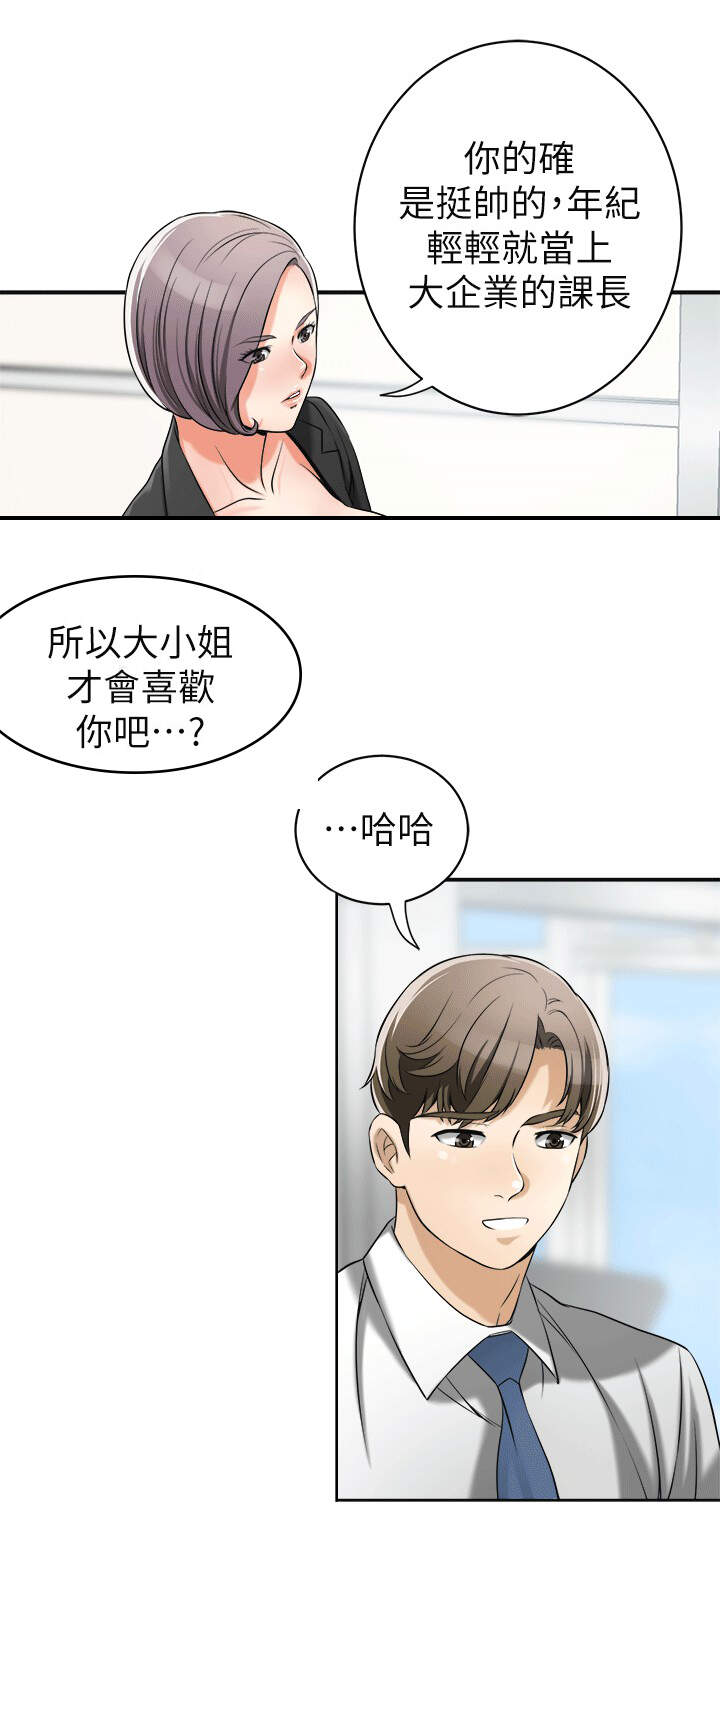 你的確
是挺帥的，年紀
輕輕就當上
大企業的課長
所以大小姐
才會喜歡
你吧⋯?
⋯哈哈